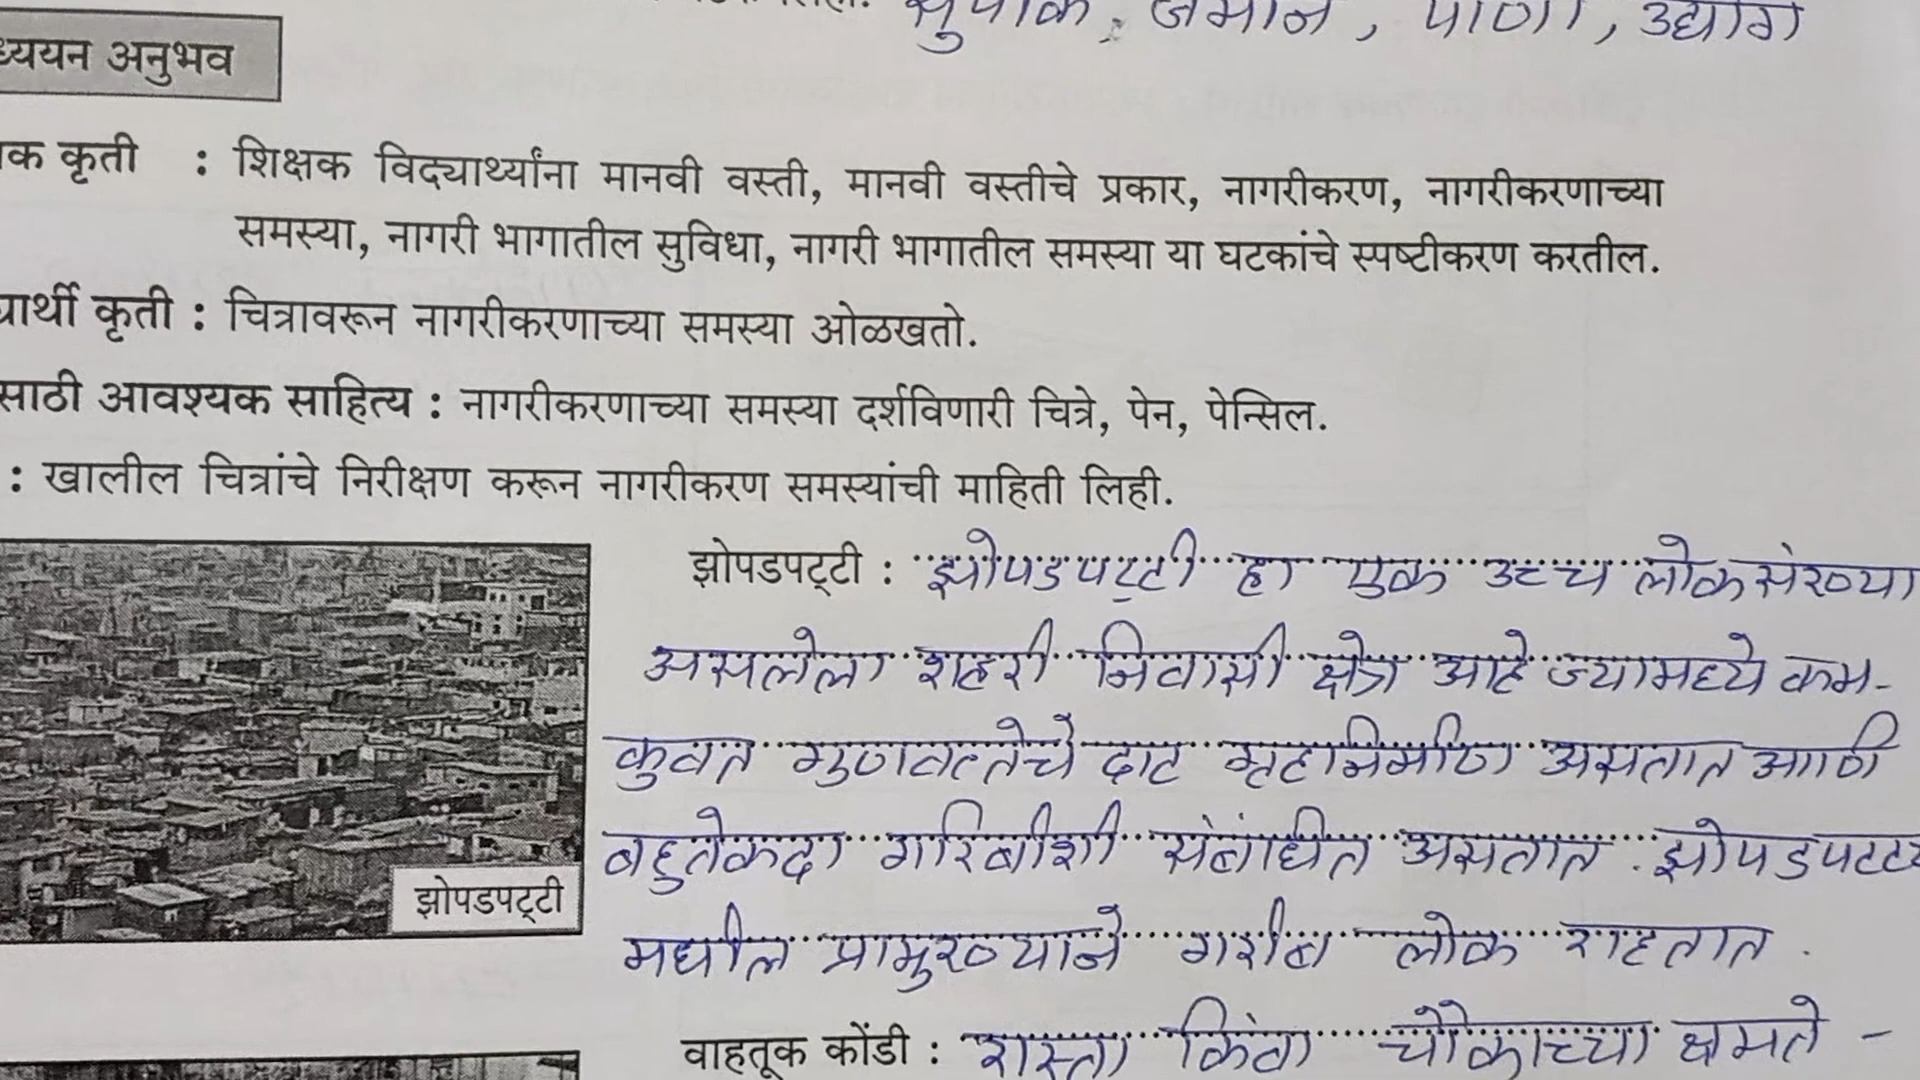 सुपीक, जमीन, पाणी, उद्योग
ध्ययन अनुभव
क कृती : शिक्षक विद्यार्थ्यांना मानवी वस्ती, मानवी वस्तीचे प्रकार, नागरीकरण, नागरीकरणाच्या
समस्या, नागरी भागातील सुविधा, नागरी भागातील समस्या या घटकांचे स्पष्टीकरण करतील.
र्थी कृती : चित्रावरून नागरीकरणाच्या समस्या ओळखतो.
साठी आवश्यक साहित्य : नागरीकरणाच्या समस्या दर्शविणारी चित्रे, पेन, पेन्सिल.
: खालील चित्रांचे निरीक्षण करून नागरीकरण समस्यांची माहिती लिही.
झोपडपट्टी : झोपडपट्टी हा एक उच्च लोकसंख्या
असलेला शहरी निवासी क्षेत्र आहे ज्यामध्ये कम-
कुवत गुणवत्तेचे दाट गृहनिर्माण असतात आणि
बहुतेकदा गरिबीशी संबंधित असतात. झोपडपट्ट्य
मधील प्रामुख्याने गरीब लोक राहतात.
झोपडपट्टी
वाहतूक कोंडी : रास्ता किंवा चौकाच्या क्षमते -